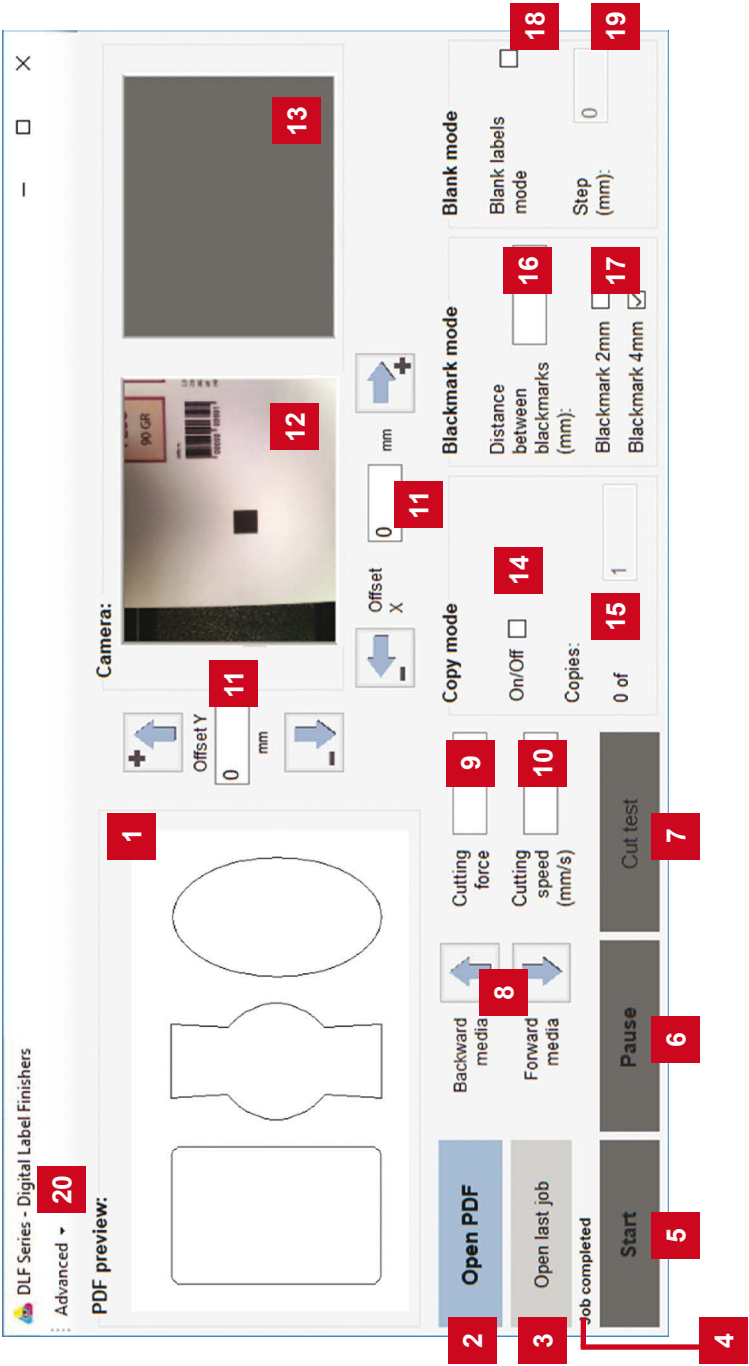 DLF Series - Digital Label Finishers
Advanced
20
PDF preview:
1
Offset Y
0
11
mm
Camera:
90 GR
12
13
Offset
X
0
11
mm
2
Open PDF
3
Open last job
4
Job completed
Backward
media
8
Forward
media
Cutting
force
9
Cutting
speed
(mm/s)
10
Start
5
Pause
6
Cut test
7
Copy mode
On/Off
14
Copies:
0 of
15
1
Blackmark mode
Distance
between
blackmarks
(mm):
16
Blackmark 2mm
Blackmark 4mm
17
Blank mode
Blank labels
mode
18
Step
(mm):
0
19